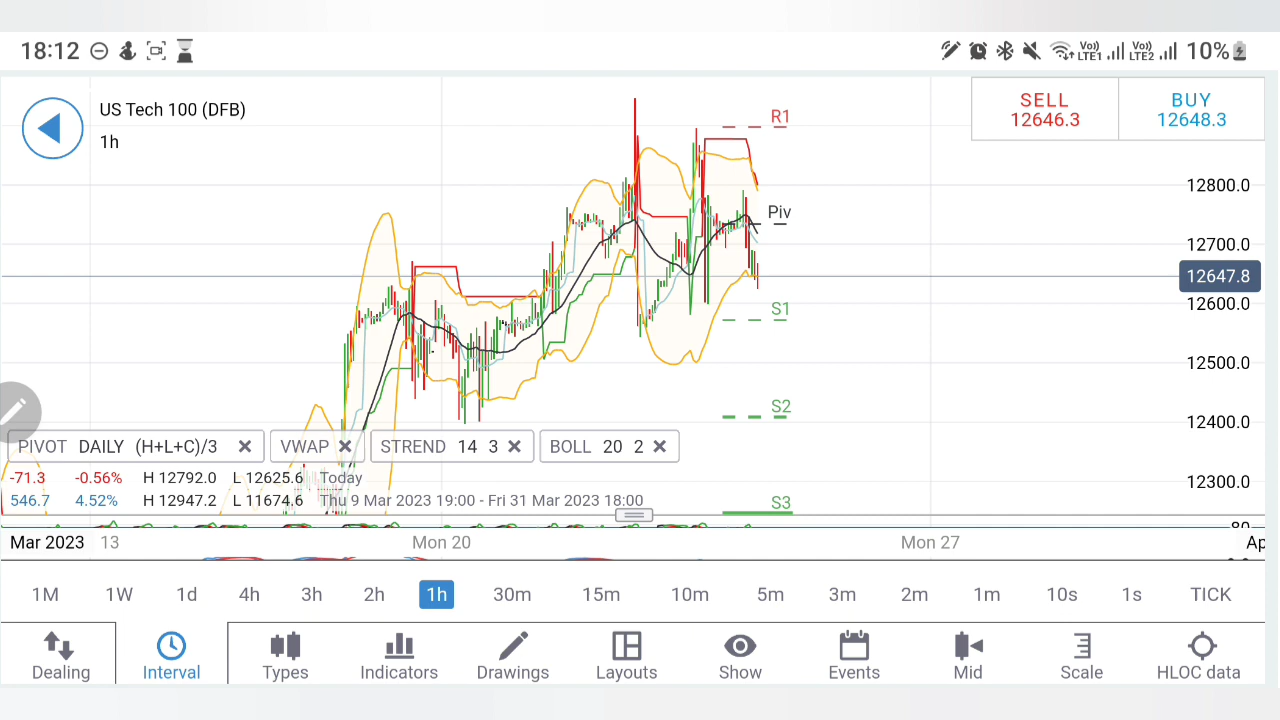 18:12 Vo) LTE1 Vo) LTE2 10%
US Tech 100 (DFB)
1h
SELL BUY
12646.3 12648.3
R1
12800.0
Piv
12700.0
12647.8
12600.0
S1
12500.0
S2
12400.0
PIVOT DAILY (H+L+C)/3 VWAP STREND 14 3 BOLL 20 2
-71.3 -0.56% H 12792.0 L 12625.6 Today
12300.0
546.7 4.52% H 12947.2 L 11674.6 Thu 9 Mar 2023 19:00 - Fri 31 Mar 2023 18:00
S3
Mar 2023 13 Mon 20 Mon 27 Ap
1M 1W 1d 4h 3h 2h 1h 30m 15m 10m 5m 3m 2m 1m 10s 1s TICK
Dealing Interval Types Indicators Drawings Layouts Show Events Mid Scale HLOC data